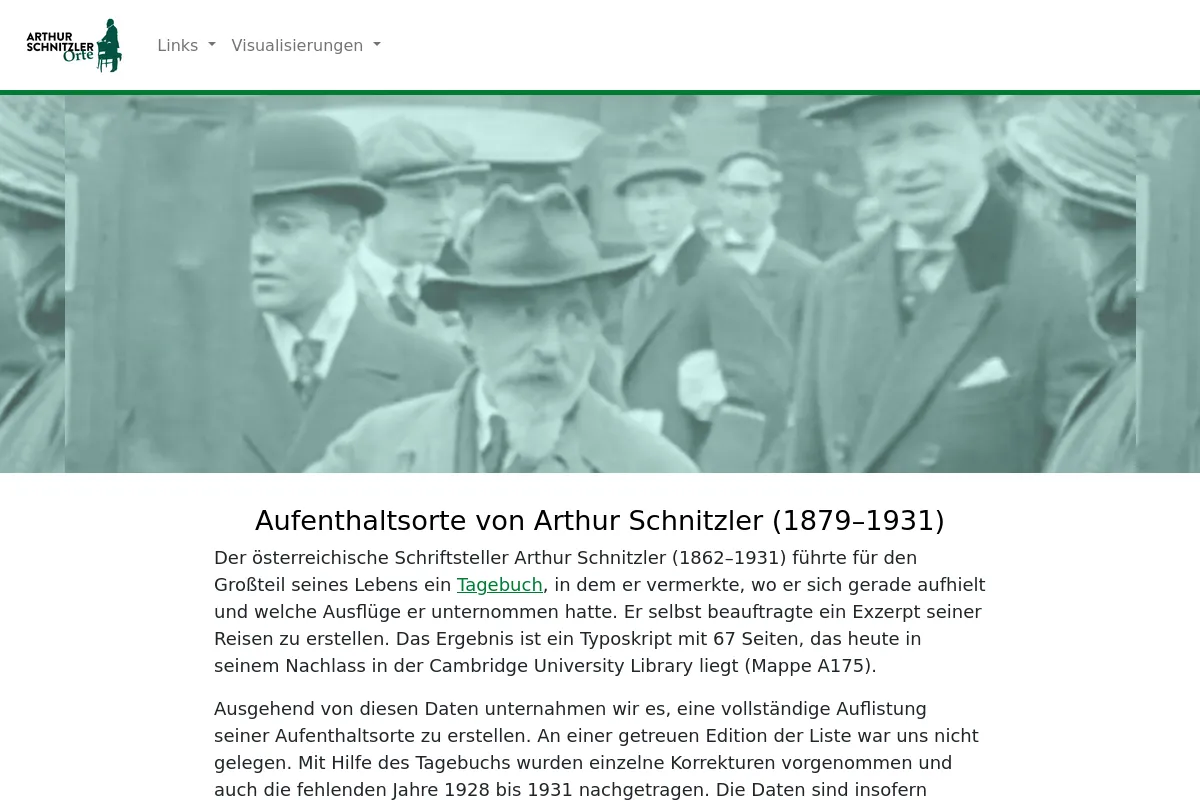 ARTHUR
SCHNITZLER
Orte
Links
Visualisierungen
Aufenthaltsorte von Arthur Schnitzler (1879–1931)
Der österreichische Schriftsteller Arthur Schnitzler (1862–1931) führte für den
Großteil seines Lebens ein Tagebuch, in dem er vermerkte, wo er sich gerade aufhielt
und welche Ausflüge er unternommen hatte. Er selbst beauftragte ein Exzerpt seiner
Reisen zu erstellen. Das Ergebnis ist ein Typoskript mit 67 Seiten, das heute in
seinem Nachlass in der Cambridge University Library liegt (Mappe A175).
Ausgehend von diesen Daten unternahmen wir es, eine vollständige Auflistung
seiner Aufenthaltsorte zu erstellen. An einer getreuen Edition der Liste war uns nicht
gelegen. Mit Hilfe des Tagebuchs wurden einzelne Korrekturen vorgenommen und
auch die fehlenden Jahre 1928 bis 1931 nachgetragen. Die Daten sind insofern